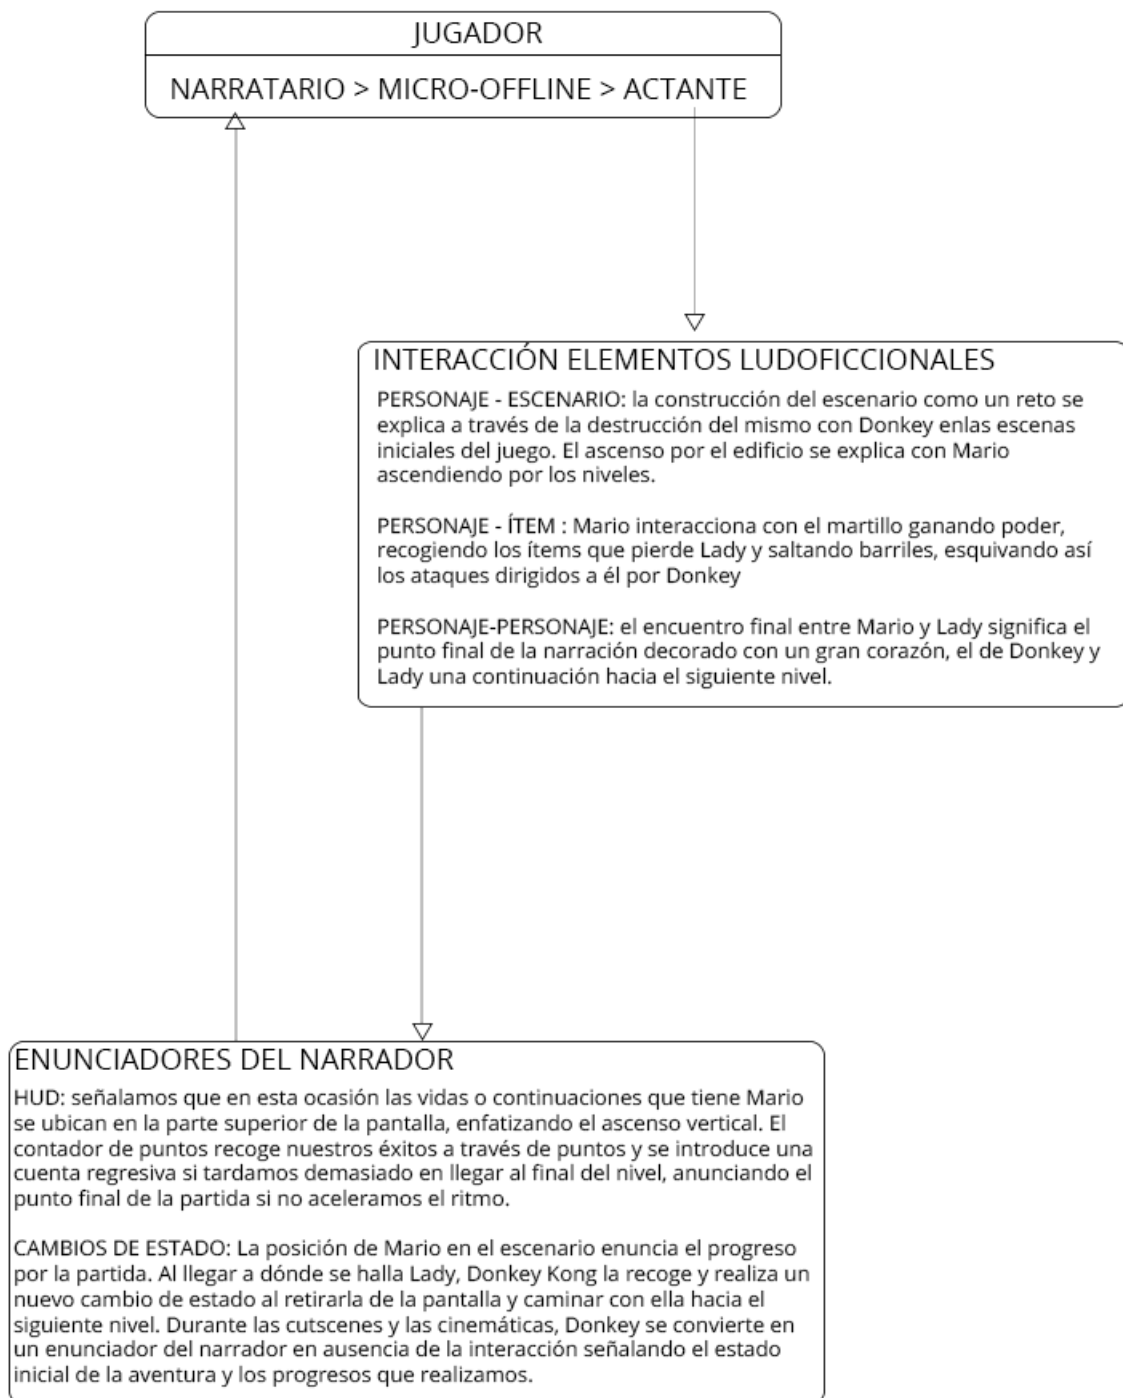 JUGADOR
NARRATARIO > MICRO-OFFLINE > ACTANTE
INTERACCIÓN ELEMENTOS LUDOFICCIONALES
PERSONAJE - ESCENARIO: la construcción del escenario como un reto se
explica a través de la destrucción del mismo con Donkey enlas escenas
iniciales del juego. El ascenso por el edificio se explica con Mario
ascendiendo por los niveles.
PERSONAJE - ÍTEM : Mario interacciona con el martillo ganando poder,
recogiendo los ítems que pierde Lady y saltando barriles, esquivando así
los ataques dirigidos a él por Donkey
PERSONAJE-PERSONAJE: el encuentro final entre Mario y Lady significa el
punto final de la narración decorado con un gran corazón, el de Donkey y
Lady una continuación hacia el siguiente nivel.
ENUNCIADORES DEL NARRADOR
HUD: señalamos que en esta ocasión las vidas o continuaciones que tiene Mario
se ubican en la parte superior de la pantalla, enfatizando el ascenso vertical. El
contador de puntos recoge nuestros éxitos a través de puntos y se introduce una
cuenta regresiva si tardamos demasiado en llegar al final del nivel, anunciando el
punto final de la partida si no aceleramos el ritmo.
CAMBIOS DE ESTADO: La posición de Mario en el escenario enuncia el progreso
por la partida. Al llegar a dónde se halla Lady, Donkey Kong la recoge y realiza un
nuevo cambio de estado al retirarla de la pantalla y caminar con ella hacia el
siguiente nivel. Durante las cutscenes y las cinemáticas, Donkey se convierte en
un enunciador del narrador en ausencia de la interacción señalando el estado
inicial de la aventura y los progresos que realizamos.